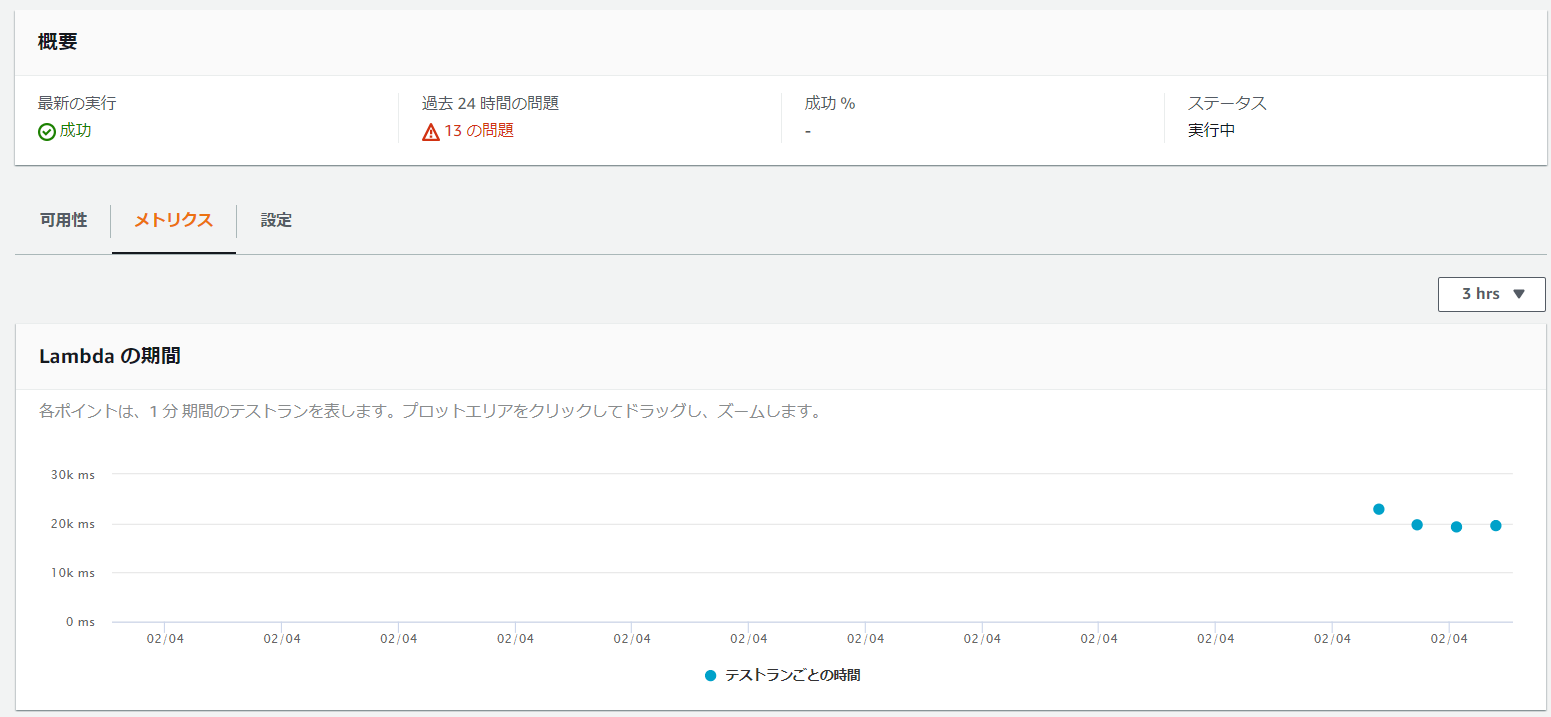 概要
最新の実行 過去 24 時間の問題 成功 % ステータス
成功 13 の問題 - 実行中
可用性 メトリクス 設定
3 hrs
Lambda の期間
各ポイントは、1 分 期間のテストランを表します。プロットエリアをクリックしてドラッグし、ズームします。
30k ms
20k ms
10k ms
0 ms
02/04 02/04 02/04 02/04 02/04 02/04 02/04 02/04 02/04 02/04 02/04 02/04
テストランごとの時間